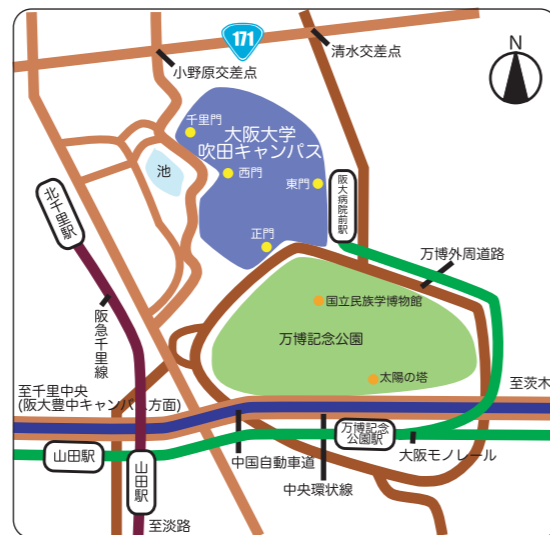 171
清水交差点
N
小野原交差点
千里門
大阪大学
吹田キャンパス
池
西門
東門
阪大病院前駅
北千里駅
正門
万博外周道路
国立民族学博物館
阪急千里線
万博記念公園
太陽の塔
至千里中央
(阪大豊中キャンパス方面)
至茨木
万博記念
公園駅
山田駅
山田駅
中国自動車道
大阪モノレール
中央環状線
至淡路